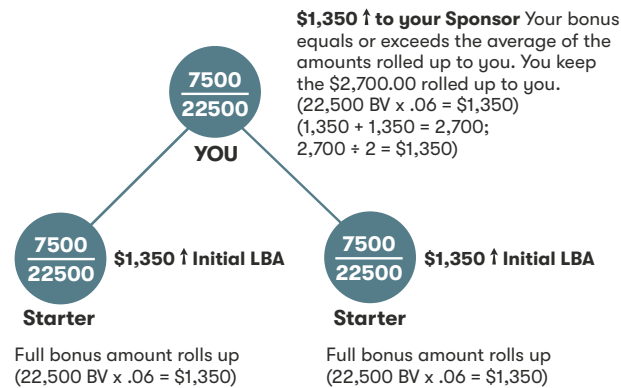 $1,350 ↑ to your Sponsor Your bonus
equals or exceeds the average of the
amounts rolled up to you. You keep
the $2,700.00 rolled up to you.
(22,500 BV x .06 = $1,350)
(1,350 + 1,350 = 2,700;
2,700 ÷ 2 = $1,350)
7500
22500
YOU
7500
22500
$1,350 ↑ Initial LBA
Starter
Full bonus amount rolls up
(22,500 BV x .06 = $1,350)
7500
22500
$1,350 ↑ Initial LBA
Starter
Full bonus amount rolls up
(22,500 BV x .06 = $1,350)